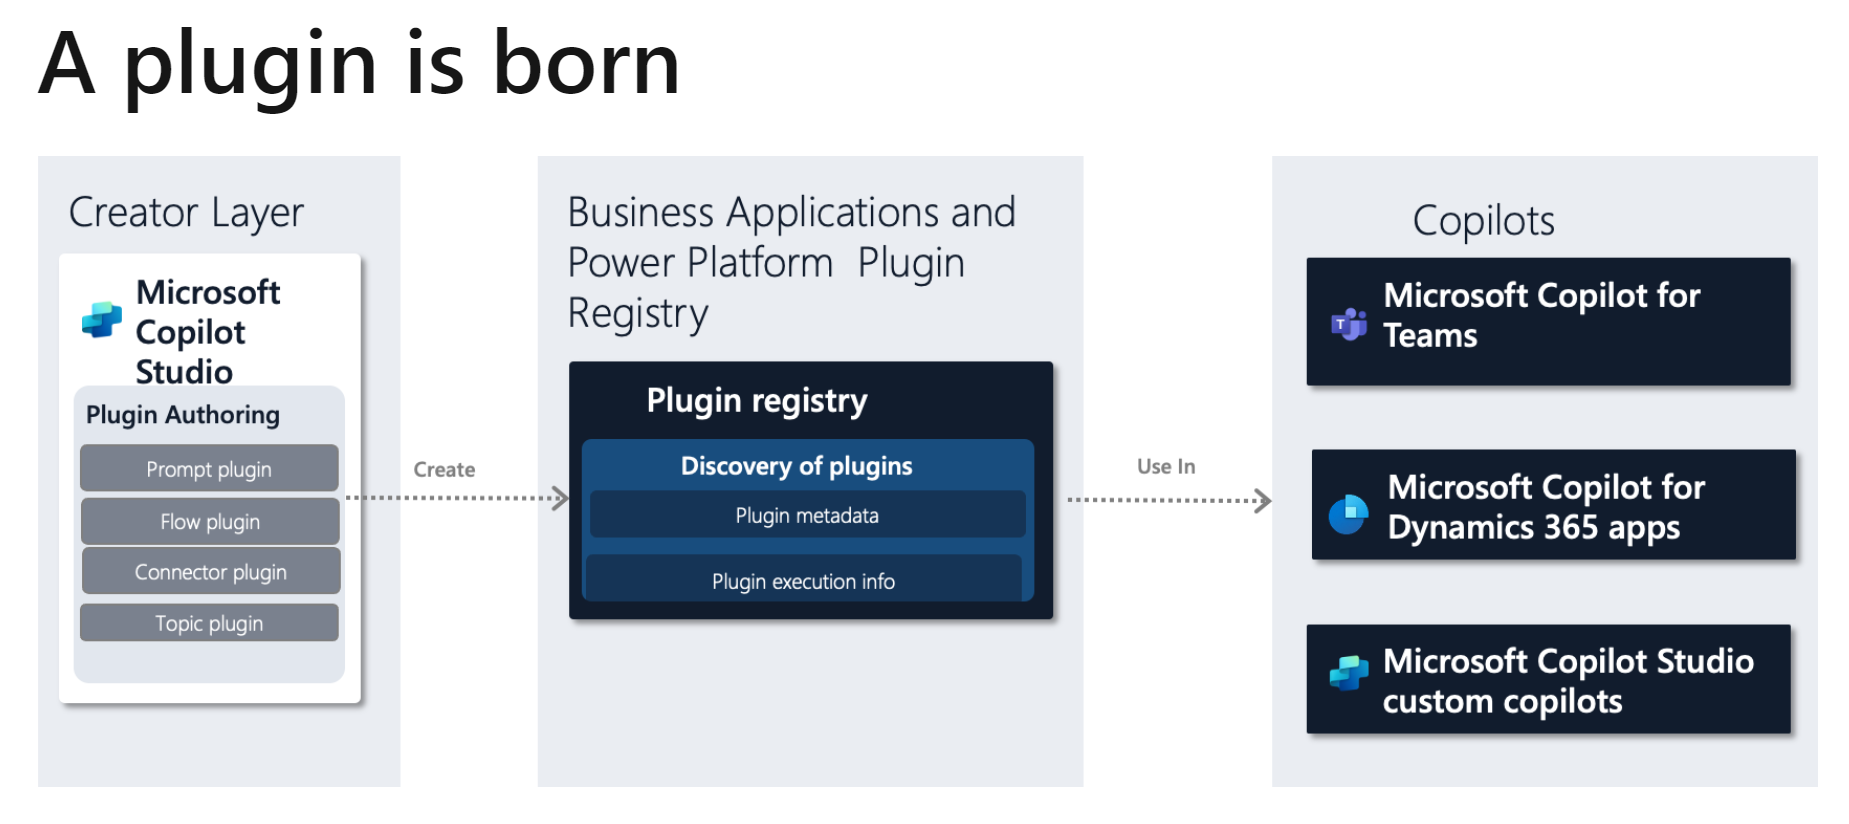 A plugin is born
Creator Layer
Microsoft
Copilot
Studio
Plugin Authoring
Prompt plugin
Flow plugin
Connector plugin
Topic plugin
Create
Business Applications and
Power Platform  Plugin
Registry
Plugin registry
Discovery of plugins
Plugin metadata
Plugin execution info
Use In
Copilots
T
Microsoft Copilot for
Teams
Microsoft Copilot for
Dynamics 365 apps
Microsoft Copilot Studio
custom copilots